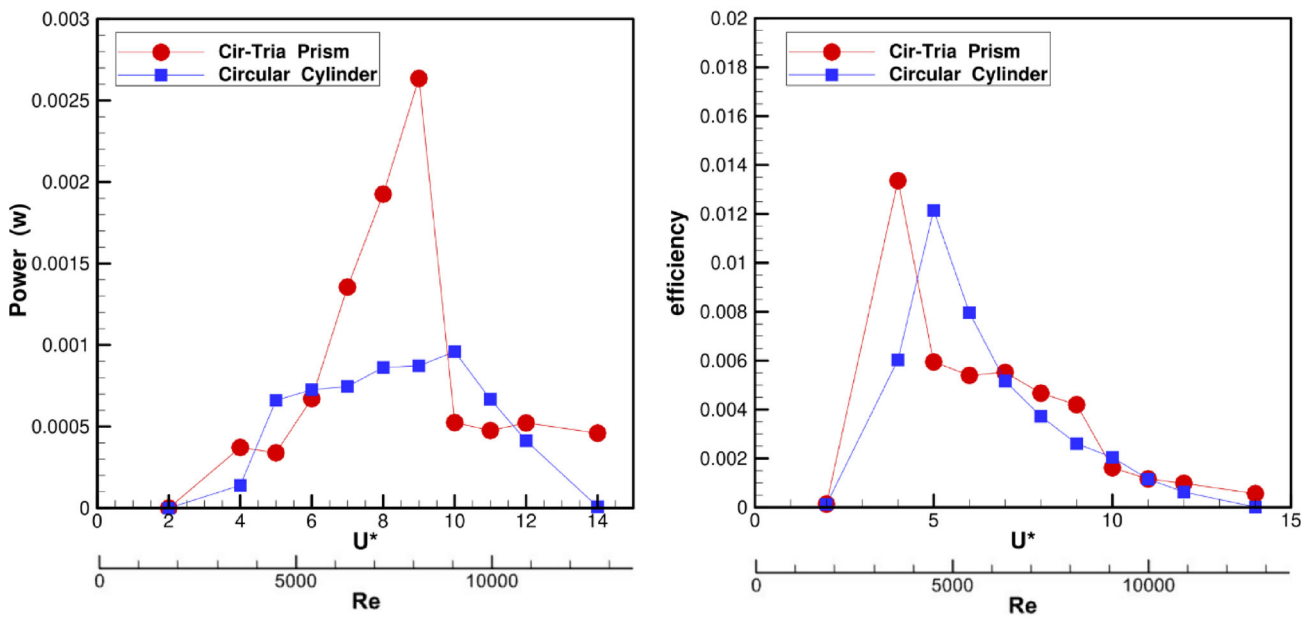 0.003
Cir-Tria Prism
Circular Cylinder
0.0025
0.002
0.0015
0.001
0.0005
0
Power (w)
0 2 4 6 8 10 12 14
U*
0 5000 10000
Re
0.02
Cir-Tria Prism
Circular Cylinder
0.018
0.016
0.014
0.012
0.01
0.008
0.006
0.004
0.002
0
efficiency
0 5 10 15
U*
0 5000 10000
Re